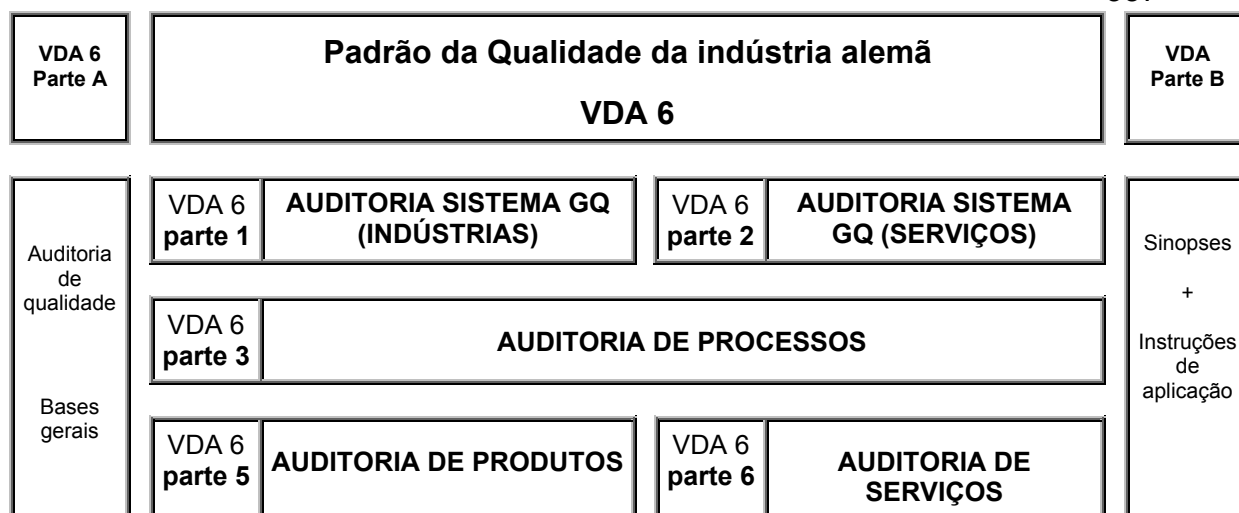 VDA 6
Parte A
Padrão da Qualidade da indústria alemã
VDA 6
VDA
Parte B
Auditoria
de
qualidade
Bases
gerais
VDA 6
parte 1
AUDITORIA SISTEMA GQ
(INDÚSTRIAS)
VDA 6
parte 2
AUDITORIA SISTEMA
GQ (SERVIÇOS)
VDA 6
parte 3
AUDITORIA DE PROCESSOS
VDA 6
parte 5
AUDITORIA DE PRODUTOS
VDA 6
parte 6
AUDITORIA DE
SERVIÇOS
Sinopses
+
Instruções
de
aplicação